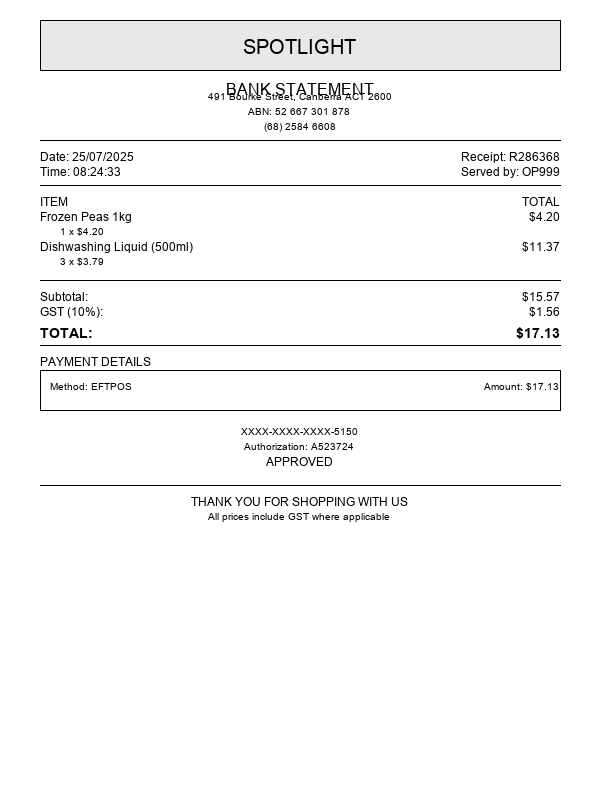 SPOTLIGHT
BANK STATEMENT
491 Bourke Street, Canberra ACT 2600
ABN: 52 667 301 878
(68) 2584 6608
Date: 25/07/2025 Receipt: R286368
Time: 08:24:33 Served by: OP999
ITEM TOTAL
Frozen Peas 1kg $4.20
1 x $4.20
Dishwashing Liquid (500ml) $11.37
3 x $3.79
Subtotal: $15.57
GST (10%): $1.56
TOTAL: $17.13
PAYMENT DETAILS
Method: EFTPOS Amount: $17.13
XXXX-XXXX-XXXX-5150
Authorization: A523724
APPROVED
THANK YOU FOR SHOPPING WITH US
All prices include GST where applicable